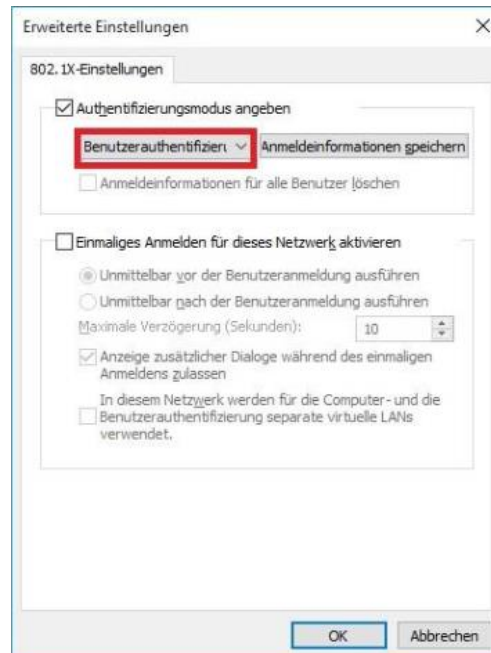 Erweiterte Einstellungen
802.1X-Einstellungen
Authentifizierungsmodus angeben
Benutzerauthentifizieru Anmeldeinformationen speichern
Anmeldeinformationen für alle Benutzer löschen
Einmaliges Anmelden für dieses Netzwerk aktivieren
Unmittelbar vor der Benutzeranmeldung ausführen
Unmittelbar nach der Benutzeranmeldung ausführen
Maximale Verzögerung (Sekunden): 10
Anzeige zusätzlicher Dialoge während des einmaligen
Anmeldens zulassen
In diesem Netzwerk werden für die Computer- und die
Benutzerauthentifizierung separate virtuelle LANs
verwendet.
OK Abbrechen